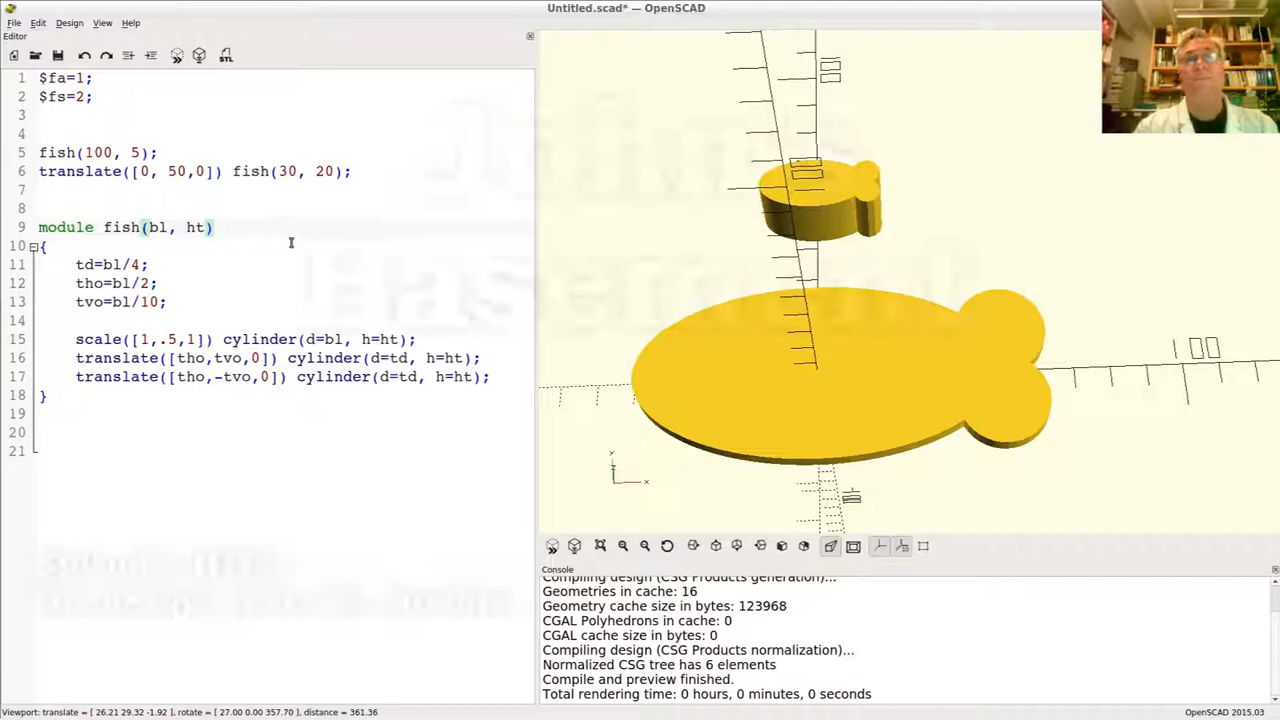 Untitled.scad* — OpenSCAD
File Edit Design View Help
Editor
1 $fa=1;
2 $fs=2;
3
4
5 fish(100, 5);
6 translate([0, 50,0]) fish(30, 20);
7
8
9 module fish(bl, ht)
10 {
11 td=bl/4;
12 tho=bl/2;
13 tvo=bl/10;
14
15 scale([1,.5,1]) cylinder(d=bl, h=ht);
16 translate([tho,tvo,0]) cylinder(d=td, h=ht);
17 translate([tho,-tvo,0]) cylinder(d=td, h=ht);
18 }
19
20
21
STL
John's
Basement
z
Y
x
Console
Compiling design (CSG Products generation)...
Geometries in cache: 16
Geometry cache size in bytes: 123968
CGAL Polyhedrons in cache: 0
CGAL cache size in bytes: 0
Compiling design (CSG Products normalization)...
Normalized CSG tree has 6 elements
Compile and preview finished.
Total rendering time: 0 hours, 0 minutes, 0 seconds
Viewport: translate = [ 26.21 29.32 -1.92 ], rotate = [ 27.00 0.00 357.70 ], distance = 361.36
OpenSCAD 2015.03